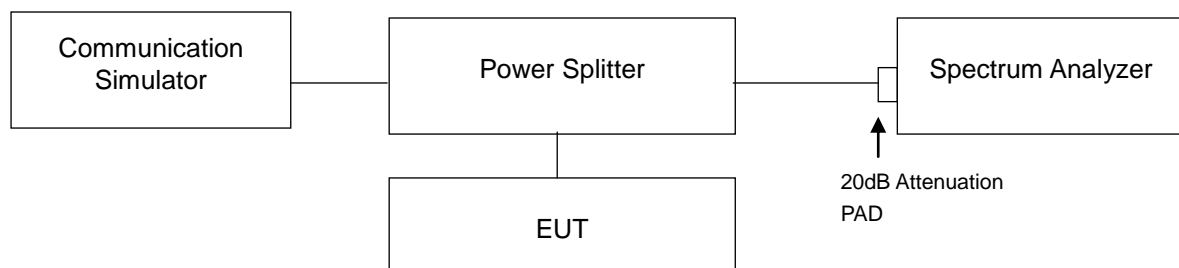 Communication
Simulator
Power Splitter
Spectrum Analyzer
20dB Attenuation
PAD
EUT